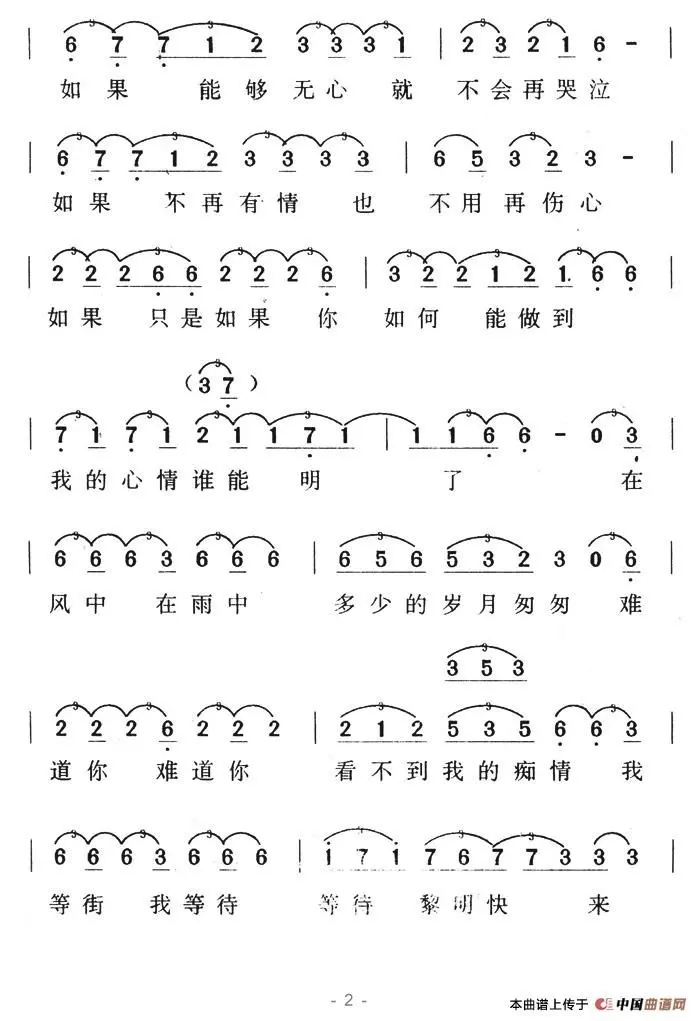 6 7 7 1 2 3 3 3 1 2 3 2 1 6 –
如果 能够无心 就 不会再哭泣
6 7 7 1 2 3 3 3 3 6 5 3 2 3 –
如果 不再有情 也 不用再伤心
2 2 2 6 6 2 2 2 6 3 2 2 1 2 1. 6 6
如果 只是如果 你 如何 能做到
(3 7)
7 1 7 1 2 1 1 7 1 1 1 6 6 – 0 3
我的心情谁能 明 了 在
6 6 6 3 6 6 6 6 5 6 5 3 2 3 0 6
风中 在雨中 多少的岁月匆匆 难
3 5 3
2 2 2 6 2 2 2 2 1 2 5 3 5 6 6 3
道你 难道你 看不到我的痴情 我
6 6 6 3 6 6 6 1 7 1 7 6 7 7 3 3 3
等街 我等待 等待 黎明快 来
- 2 -
本曲谱上传于 中国曲谱网